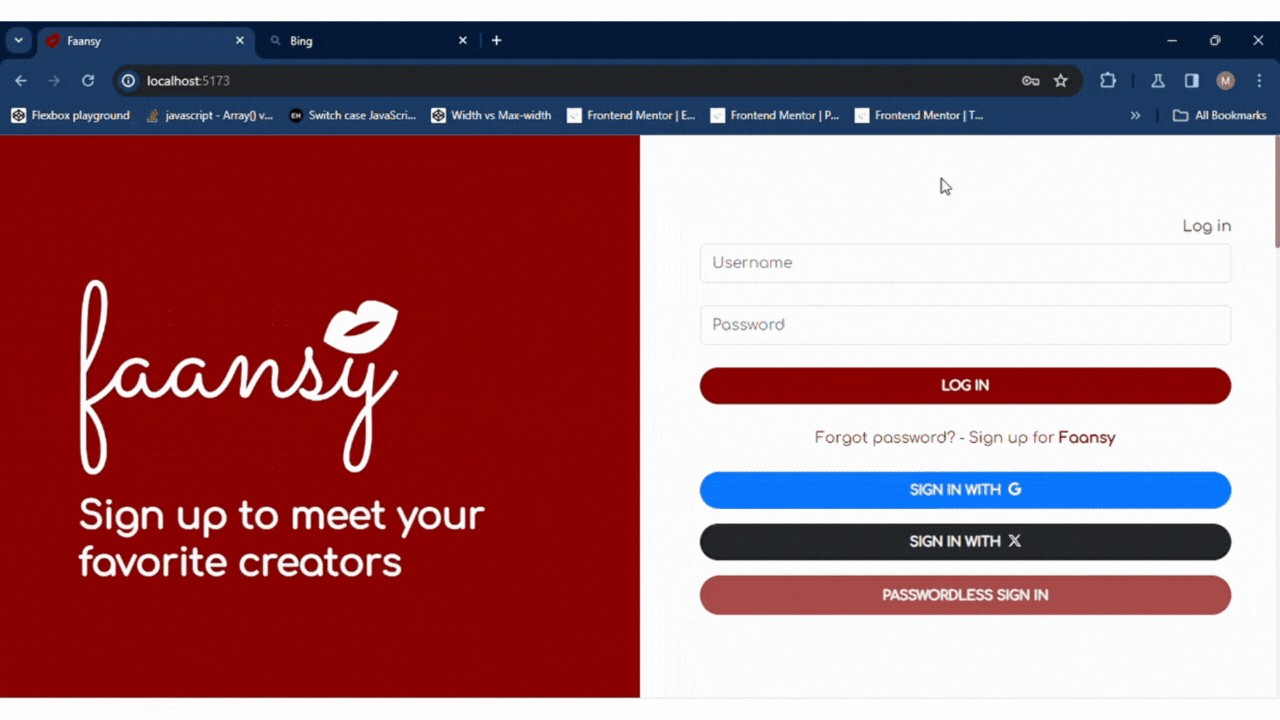 Faansy
Bing
localhost:5173
M
Flexbox playground
javascript - Array() v...
EH
Switch case JavaScri...
Width vs Max-width
Frontend Mentor | E...
Frontend Mentor | P...
Frontend Mentor | T...
All Bookmarks
faansy
Sign up to meet your
favorite creators
Log in
Username
Password
LOG IN
Forgot password? - Sign up for Faansy
SIGN IN WITH G
SIGN IN WITH X
PASSWORDLESS SIGN IN